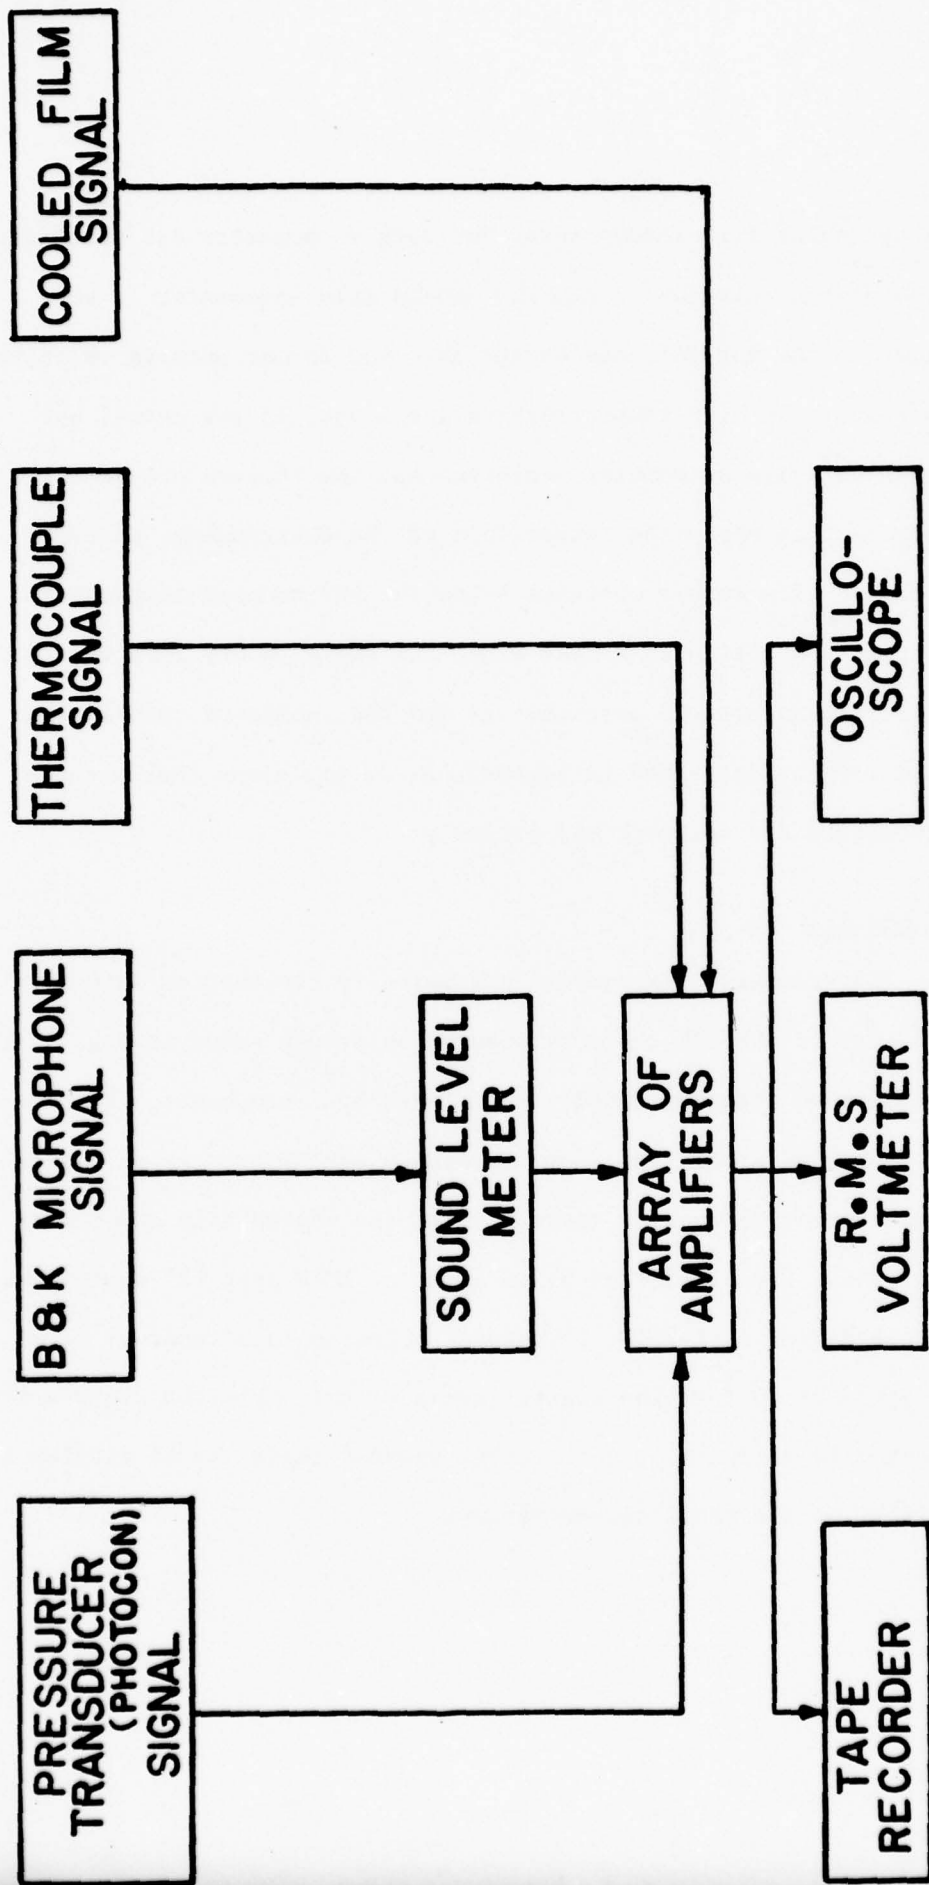 PRESSURE
TRANSDUCER
(PHOTOCON)
SIGNAL
B & K MICROPHONE
SIGNAL
THERMOCOUPLE
SIGNAL
COOLED FILM
SIGNAL
SOUND LEVEL
METER
ARRAY OF
AMPLIFIERS
TAPE
RECORDER
R.M.S
VOLTMETER
OSCILLO-
SCOPE